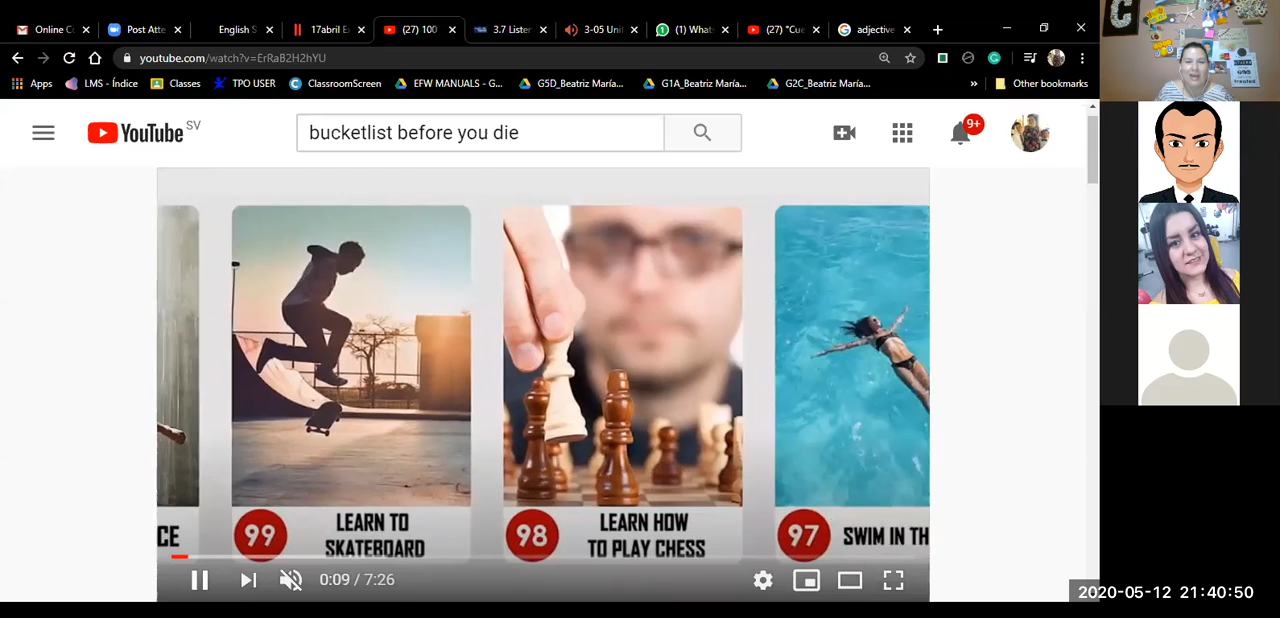 Online C
Post Atte
English S
17abril E
(27) 100
3.7 Lister
3-05 Unit
(1) What
(27) "Cue
adjective
youtube.com/watch?v=ErRaB2H2hYU
Apps
LMS - Índice
Classes
TPO USER
ClassroomScreen
EFW MANUALS - G...
G5D_Beatriz María...
G1A_Beatriz María...
G2C_Beatriz María...
»
Other bookmarks
YouTube SV
bucketlist before you die
9+
CE
99 LEARN TO
SKATEBOARD
98 LEARN HOW
TO PLAY CHESS
97 SWIM IN TH
0:09 / 7:26
2020-05-12 21:40:50
C